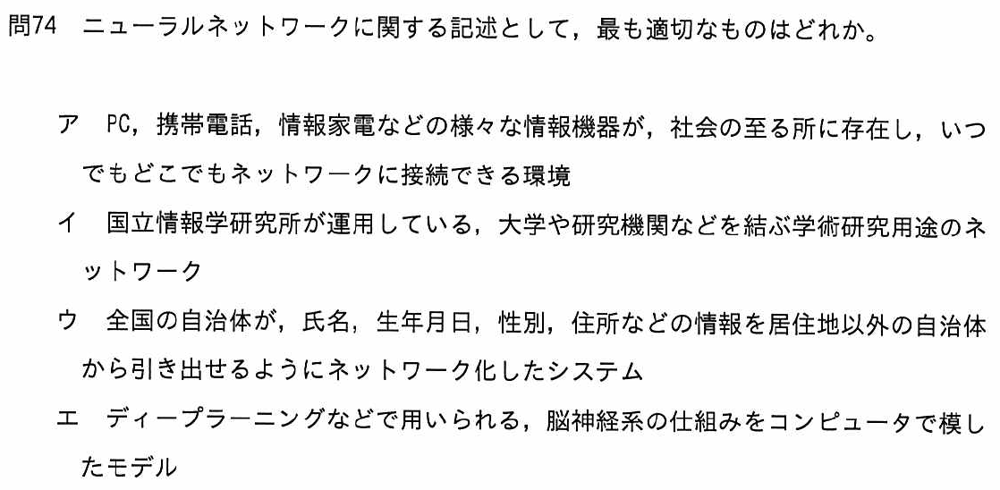 問74　ニューラルネットワークに関する記述として，最も適切なものはどれか。
ア　PC，携帯電話，情報家電などの様々な情報機器が，社会の至る所に存在し，いつ
でもどこでもネットワークに接続できる環境
イ　国立情報学研究所が運用している，大学や研究機関などを結ぶ学術研究用途のネ
ットワーク
ウ　全国の自治体が，氏名，生年月日，性別，住所などの情報を居住地以外の自治体
から引き出せるようにネットワーク化したシステム
エ　ディープラーニングなどで用いられる，脳神経系の仕組みをコンピュータで模し
たモデル